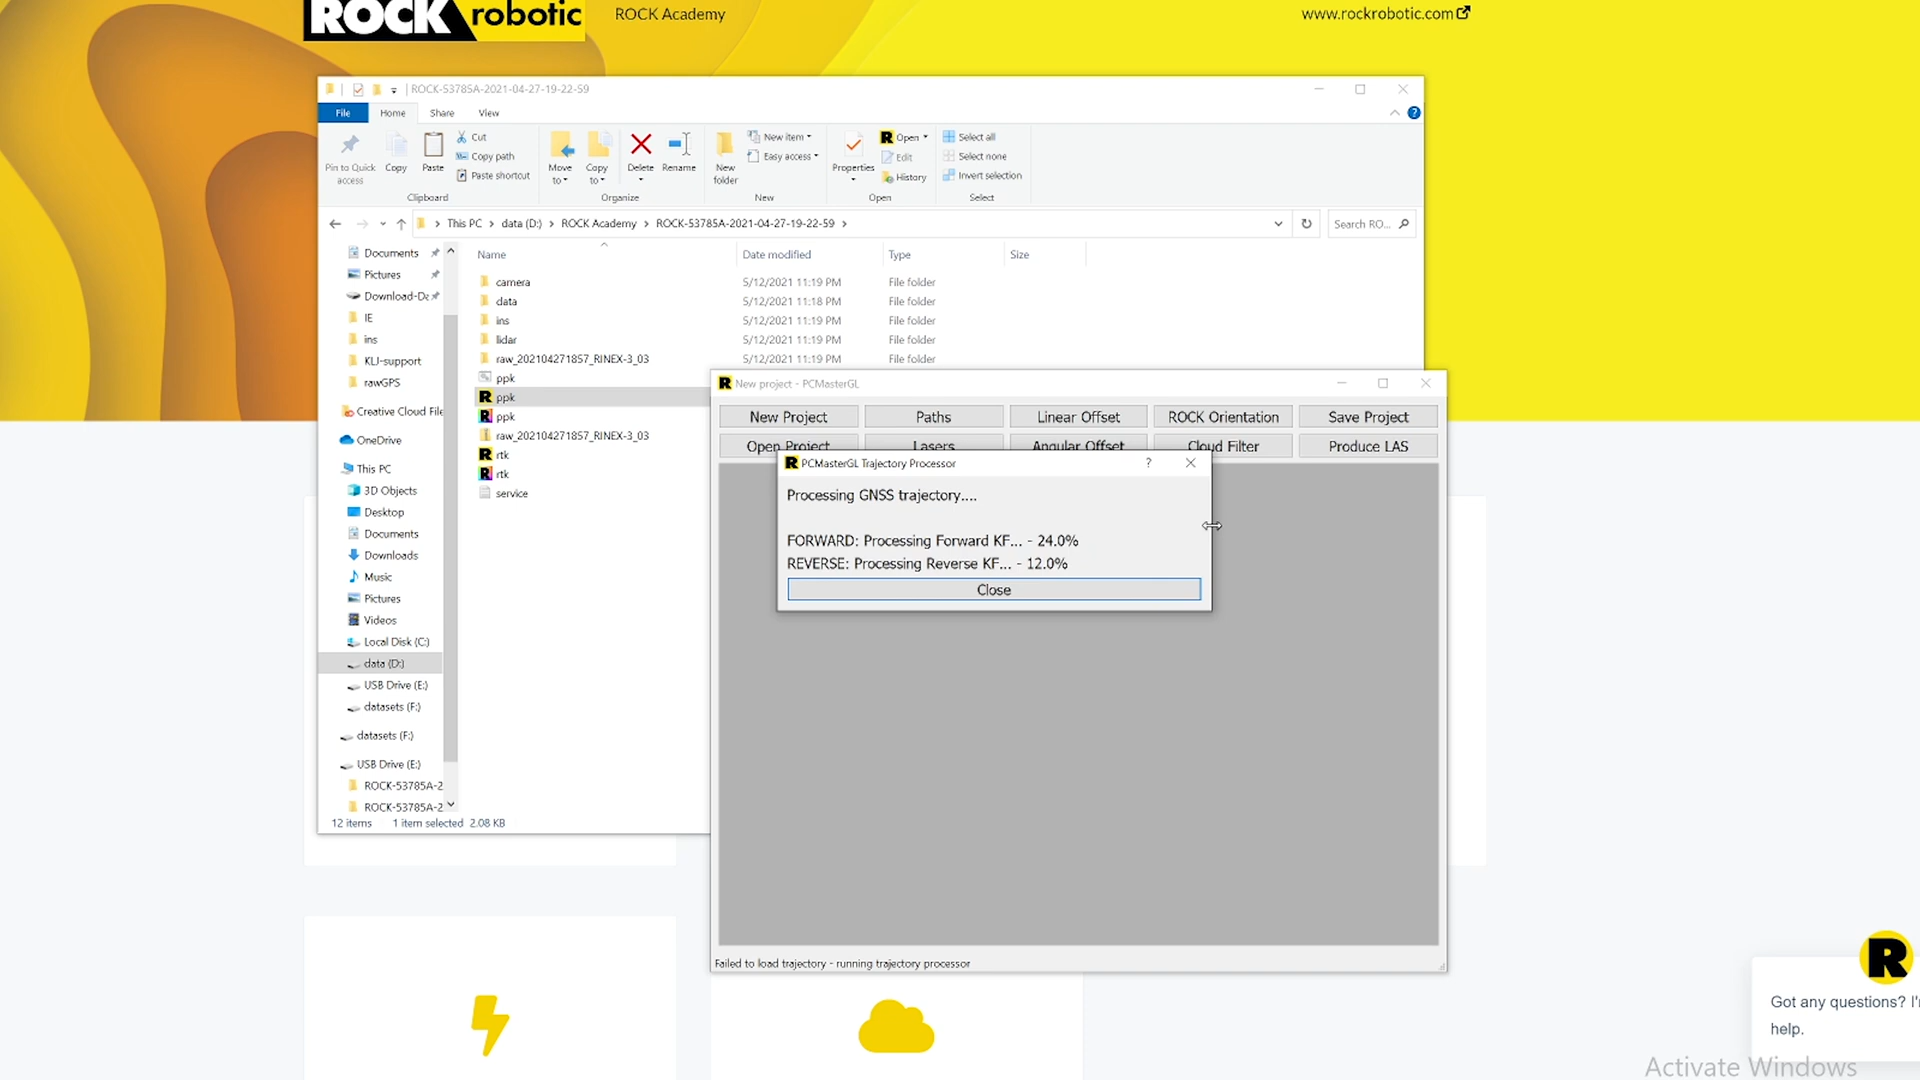 ROCK robotic
ROCK Academy
www.rockrobotic.com
ROCK-53785A-2021-04-27-19-22-59
File
Home
Share
View
Pin to Quick access
Copy
Paste
Cut
Copy path
Paste shortcut
Move to
Copy to
Delete
Rename
New folder
New item
Easy access
Properties
Open
Edit
History
Select all
Select none
Invert selection
Clipboard
Organize
New
Open
Select
This PC > data (D:) > ROCK Academy > ROCK-53785A-2021-04-27-19-22-59 >
Search RO...
Name
Date modified
Type
Size
camera 5/12/2021 11:19 PM File folder
data 5/12/2021 11:18 PM File folder
ins 5/12/2021 11:19 PM File folder
lidar 5/12/2021 11:19 PM File folder
raw_202104271857_RINEX-3_03 5/12/2021 11:19 PM File folder
ppk
ppk
ppk
raw_202104271857_RINEX-3_03
rtk
rtk
service
Documents
Pictures
Download-Da
IE
ins
KLJ-support
rawGPS
Creative Cloud File
OneDrive
This PC
3D Objects
Desktop
Documents
Downloads
Music
Pictures
Videos
Local Disk (C:)
data (D:)
USB Drive (E:)
datasets (F:)
datasets (F:)
USB Drive (E:)
ROCK-53785A-2
ROCK-53785A-2
12 items 1 item selected 2.08 KB
New project - PCMasterGL
New Project
Paths
Linear Offset
ROCK Orientation
Save Project
Open Project
Lasers
Angular Offset
Cloud Filter
Produce LAS
PCMasterGL Trajectory Processor
?
Processing GNSS trajectory....
FORWARD: Processing Forward KF... - 24.0%
REVERSE: Processing Reverse KF... - 12.0%
Close
Failed to load trajectory - running trajectory processor
R
Got any questions? I'
help.
Activate Windows